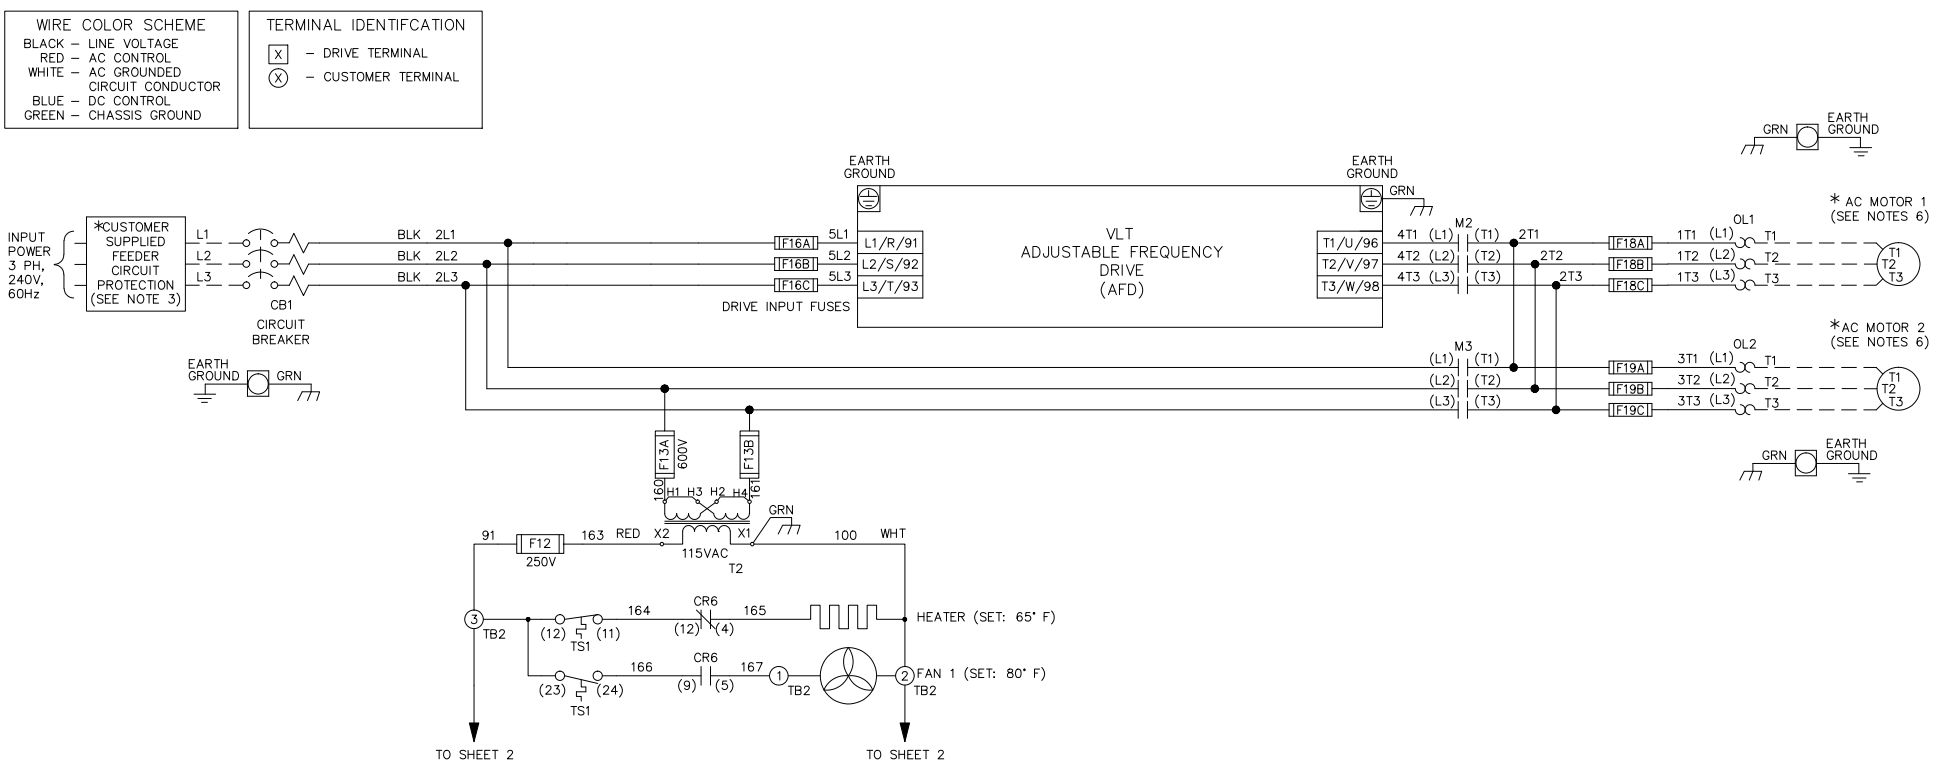 WIRE COLOR SCHEME
BLACK – LINE VOLTAGE
RED – AC CONTROL
WHITE – AC GROUNDED
CIRCUIT CONDUCTOR
BLUE – DC CONTROL
GREEN – CHASSIS GROUND
TERMINAL IDENTIFCATION
X – DRIVE TERMINAL
X – CUSTOMER TERMINAL
GRN
EARTH
GROUND
INPUT
POWER
3 PH,
240V,
60Hz
*CUSTOMER
SUPPLIED
FEEDER
CIRCUIT
PROTECTION
(SEE NOTE 3)
L1
L2
L3
CB1
CIRCUIT
BREAKER
BLK 2L1
BLK 2L2
BLK 2L3
EARTH
GROUND
GRN
F16A
F16B
F16C
5L1
5L2
5L3
DRIVE INPUT FUSES
EARTH
GROUND
L1/R/91
L2/S/92
L3/T/93
VLT
ADJUSTABLE FREQUENCY
DRIVE
(AFD)
EARTH
GROUND
GRN
T1/U/96
T2/V/97
T3/W/98
M2
4T1 (L1) (T1) 2T1
4T2 (L2) (T2) 2T2
4T3 (L3) (T3) 2T3
F18A
F18B
F18C
OL1
1T1 (L1) T1
1T2 (L2) T2
1T3 (L3) T3
* AC MOTOR 1
(SEE NOTES 6)
T1
T2
T3
M3
(L1) (T1)
(L2) (T2)
(L3) (T3)
F19A
F19B
F19C
OL2
3T1 (L1) T1
3T2 (L2) T2
3T3 (L3) T3
* AC MOTOR 2
(SEE NOTES 6)
T1
T2
T3
GRN
EARTH
GROUND
F13A
600V
F13B
160
161
H1 H3 H2 H4
GRN
91
F12
250V
163 RED X2
X1
100 WHT
115VAC
T2
3
TB2
(12) (11)
TS1
164
CR6
(12) (4)
165
HEATER (SET: 65° F)
(23) (24)
TS1
166
CR6
(9) (5)
167
1
TB2
2
TB2
FAN 1 (SET: 80° F)
TO SHEET 2
TO SHEET 2